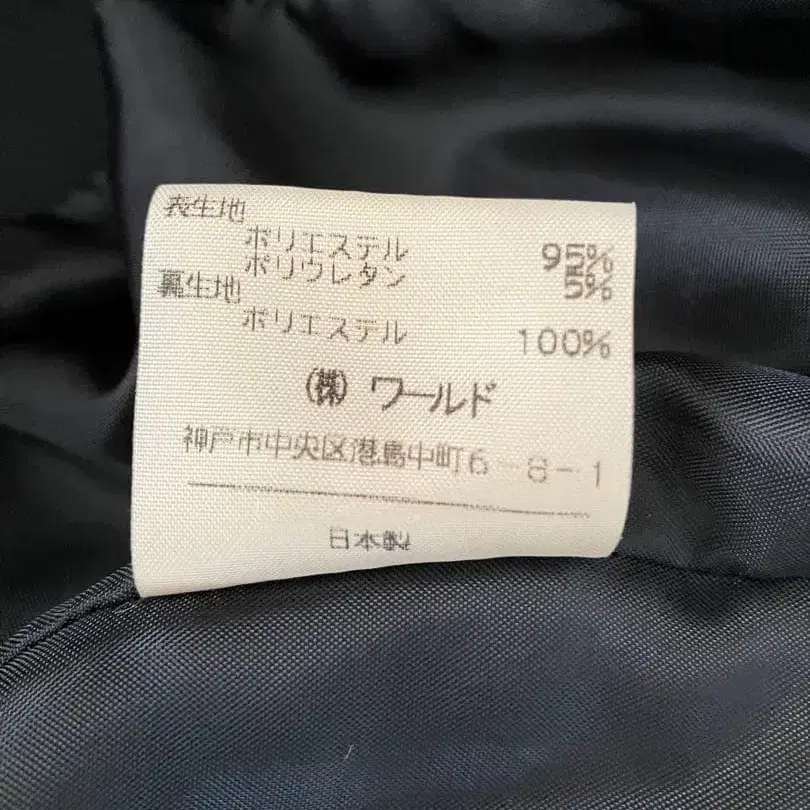 表生地
ポリエステル 95%
ポリウレタン 5%
裏生地
ポリエステル 100%
(株) ワールド
神戸市中央区港島中町6-8-1
日本製